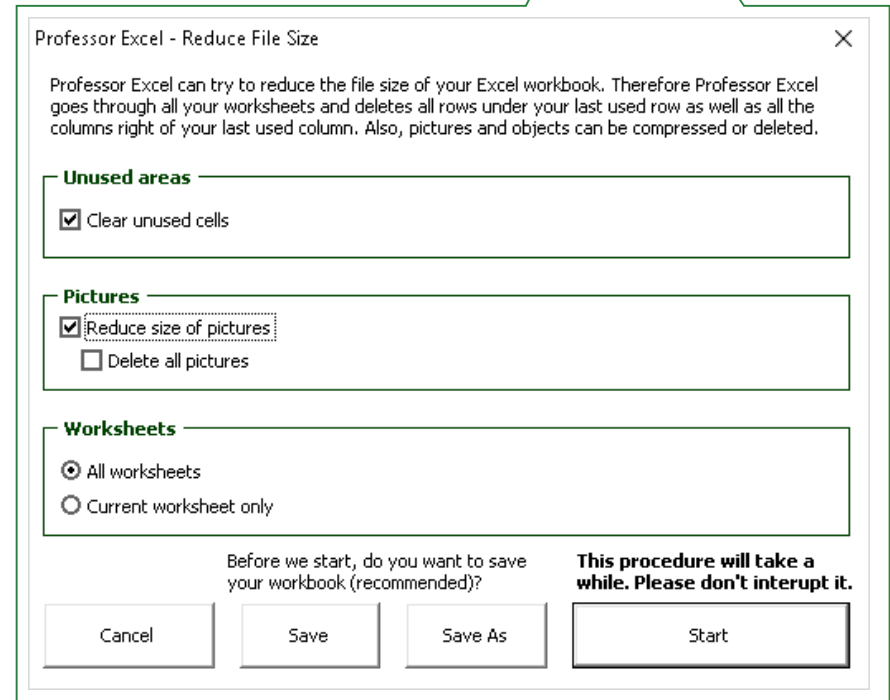 Professor Excel - Reduce File Size
Professor Excel can try to reduce the file size of your Excel workbook. Therefore Professor Excel
goes through all your worksheets and deletes all rows under your last used row as well as all the
columns right of your last used column. Also, pictures and objects can be compressed or deleted.
Unused areas
Clear unused cells
Pictures
Reduce size of pictures
Delete all pictures
Worksheets
All worksheets
Current worksheet only
Before we start, do you want to save
your workbook (recommended)?
This procedure will take a
while. Please don't interupt it.
Cancel
Save
Save As
Start